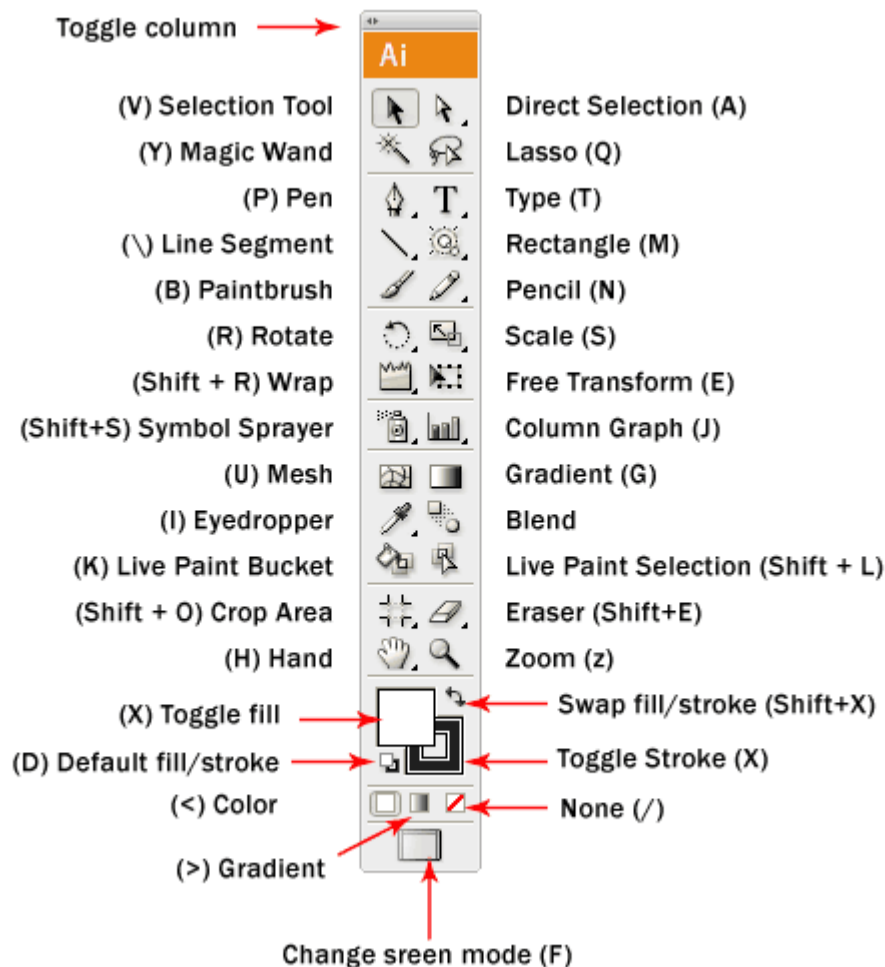 Toggle column
Ai
(V) Selection Tool
Direct Selection (A)
(Y) Magic Wand
Lasso (Q)
(P) Pen
T
Type (T)
(\) Line Segment
Rectangle (M)
(B) Paintbrush
Pencil (N)
(R) Rotate
Scale (S)
(Shift + R) Wrap
Free Transform (E)
(Shift+S) Symbol Sprayer
Column Graph (J)
(U) Mesh
Gradient (G)
(I) Eyedropper
Blend
(K) Live Paint Bucket
Live Paint Selection (Shift + L)
(Shift + O) Crop Area
Eraser (Shift+E)
(H) Hand
Zoom (z)
(X) Toggle fill
Swap fill/stroke (Shift+X)
(D) Default fill/stroke
Toggle Stroke (X)
(<) Color
None (/)
(>) Gradient
Change sreen mode (F)